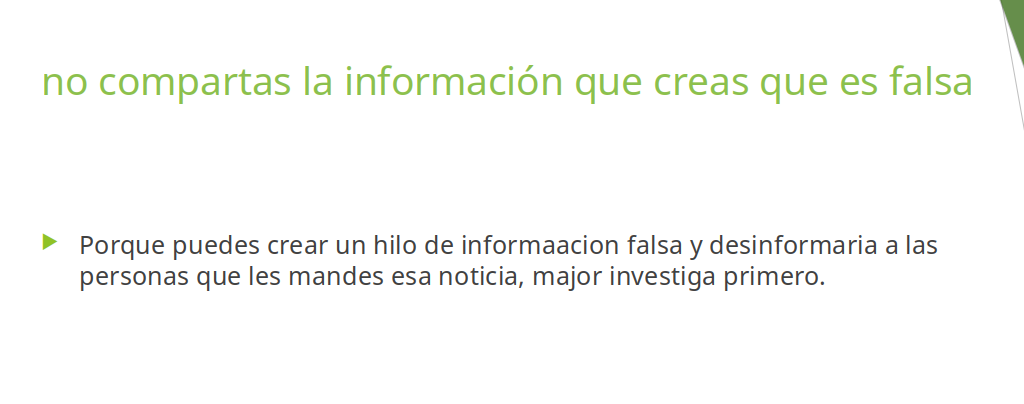 no compartas la información que creas que es falsa
Porque puedes crear un hilo de informaacion falsa y desinformaria a las
personas que les mandes esa noticia, major investiga primero.